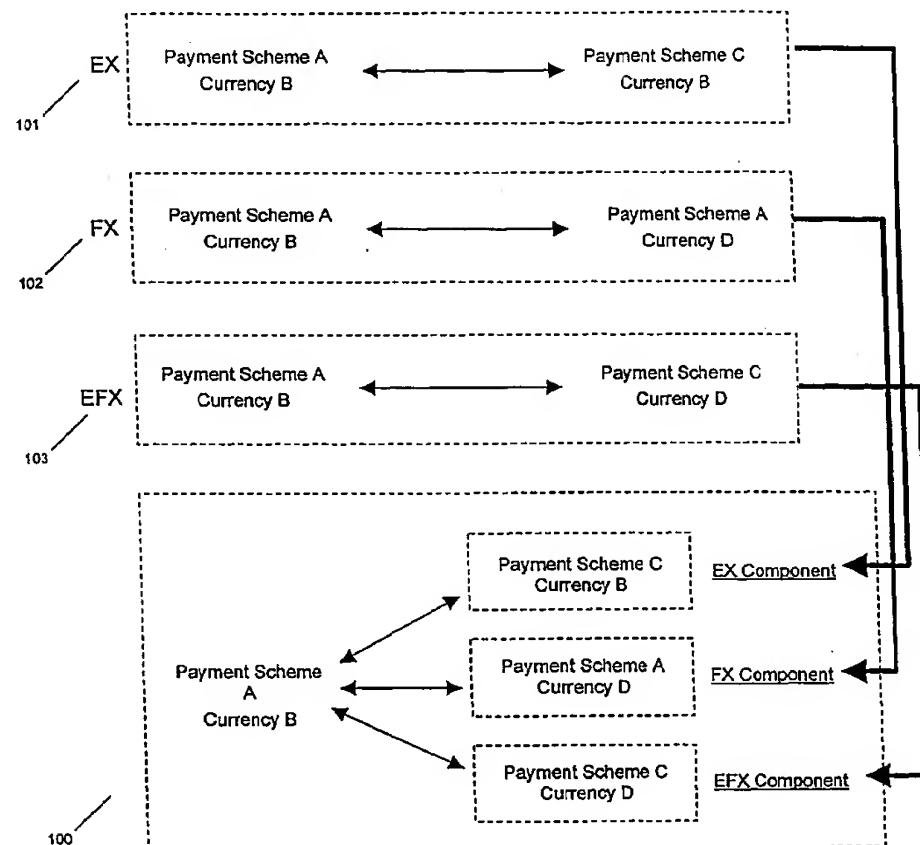 EX
101
Payment Scheme A
Currency B
Payment Scheme C
Currency B
FX
102
Payment Scheme A
Currency B
Payment Scheme A
Currency D
EFX
103
Payment Scheme A
Currency B
Payment Scheme C
Currency D
Payment Scheme
A
Currency B
Payment Scheme C
Currency B
EX Component
Payment Scheme A
Currency D
FX Component
Payment Scheme C
Currency D
EFX Component
100